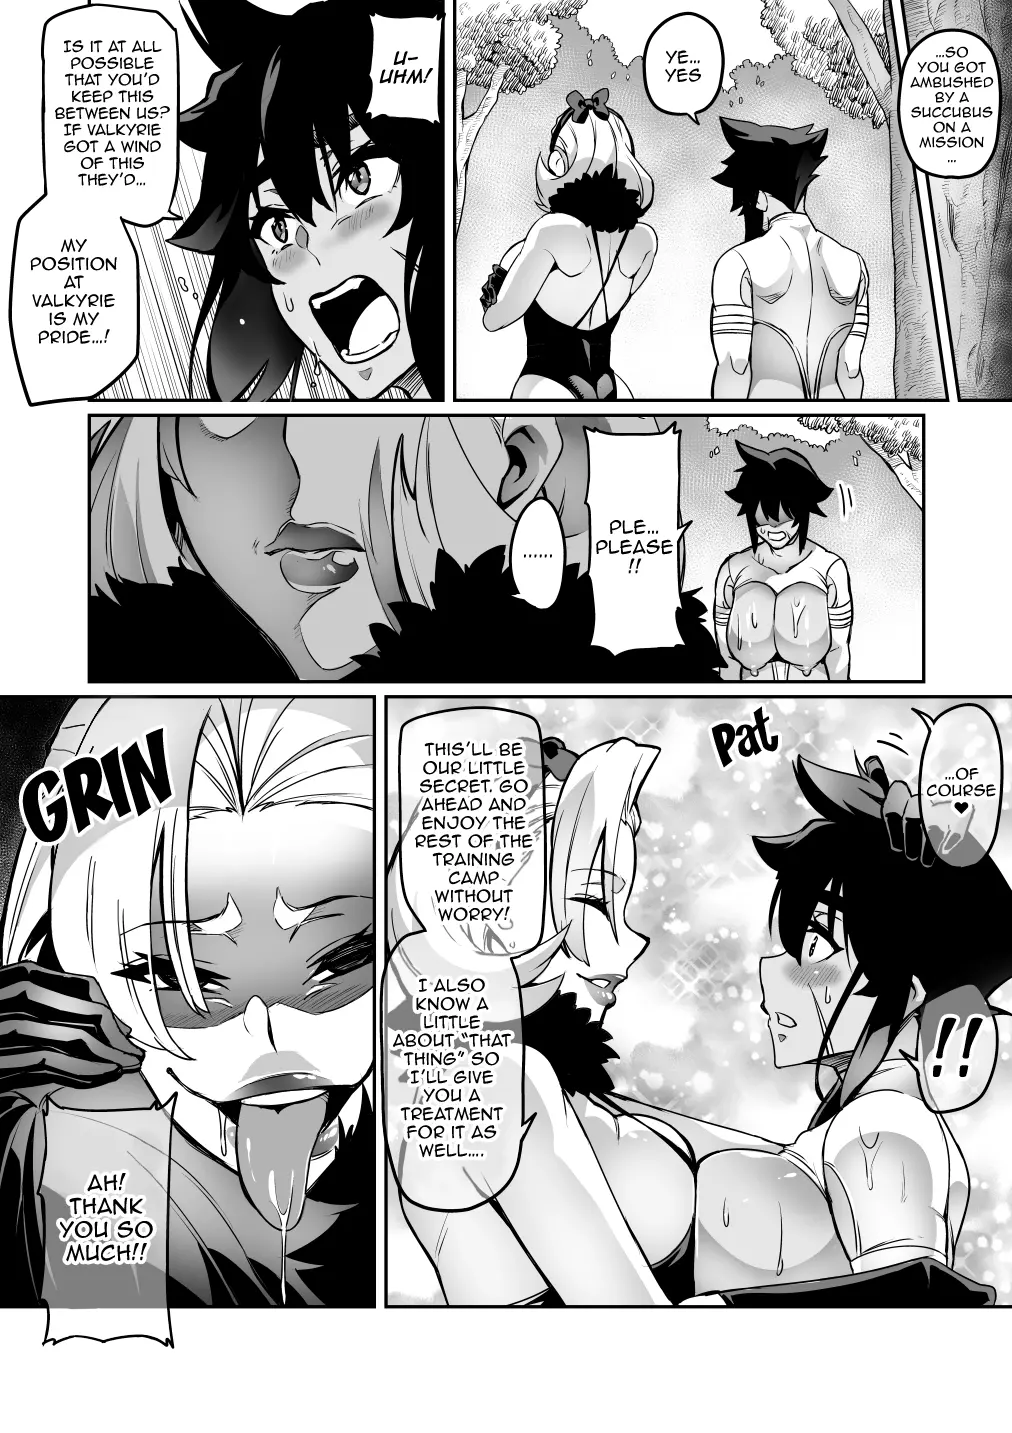 ...SO
YOU GOT
AMBUSHED
BY A
SUCCUBUS
ON A
MISSION
...
YE...
YES
U-
UHM!
IS IT AT ALL
POSSIBLE
THAT YOU'D
KEEP THIS
BETWEEN US?
IF VALKYRIE
GOT A WIND
OF THIS
THEY'D...
MY
POSITION
AT
VALKYRIE
IS MY
PRIDE...!
PLE...
PLEASE
!!
......
...OF
COURSE
♥
Pat
!!
THIS'LL BE
OUR LITTLE
SECRET. GO
AHEAD AND
ENJOY THE
REST OF THE
TRAINING
CAMP
WITHOUT
WORRY!
I ALSO
KNOW A
LITTLE
ABOUT "THAT
THING" SO
I'LL GIVE
YOU A
TREATMENT
FOR IT AS
WELL....
GRIN
AH!
THANK
YOU SO
MUCH!!